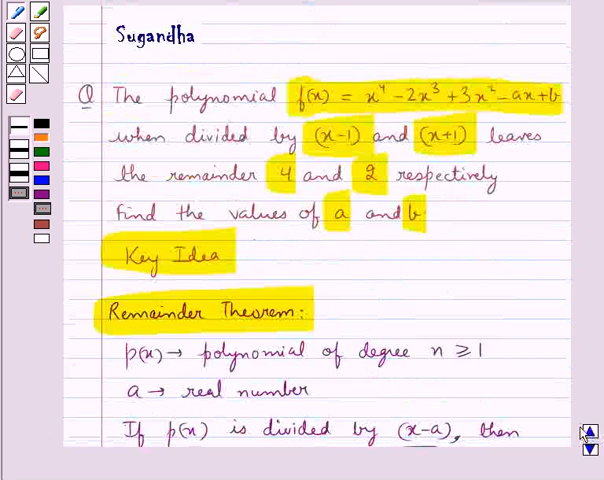 Sugandha
Q The polynomial f(x) = x⁴ - 2x³ + 3x² - ax + b
when divided by (x-1) and (x+1) leaves
the remainder 4 and 2 respectively
Find the values of a and b.
Key Idea
Remainder Theorem:
p(x) → polynomial of degree n ≥ 1
a → real number
If p(x) is divided by (x-a), then